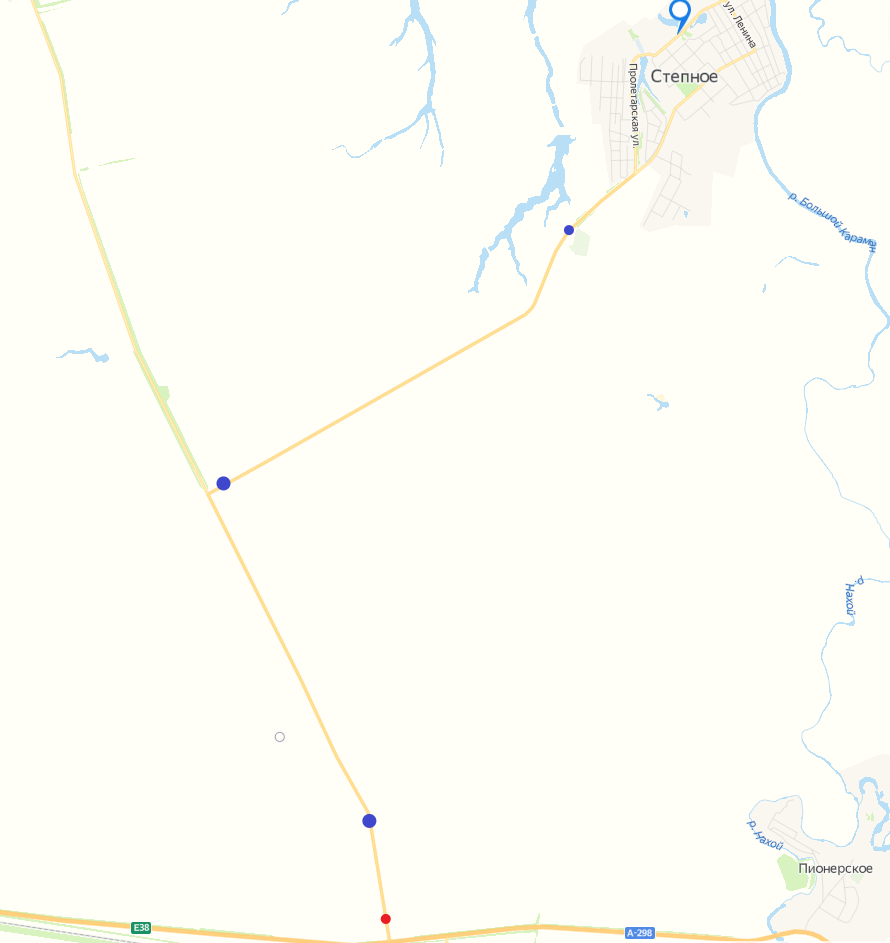 ул. Ленина
Степное
Пролетарская ул.
р. Большой Караман
р. Нахой
р. Нахой
Пионерское
E38
А-298